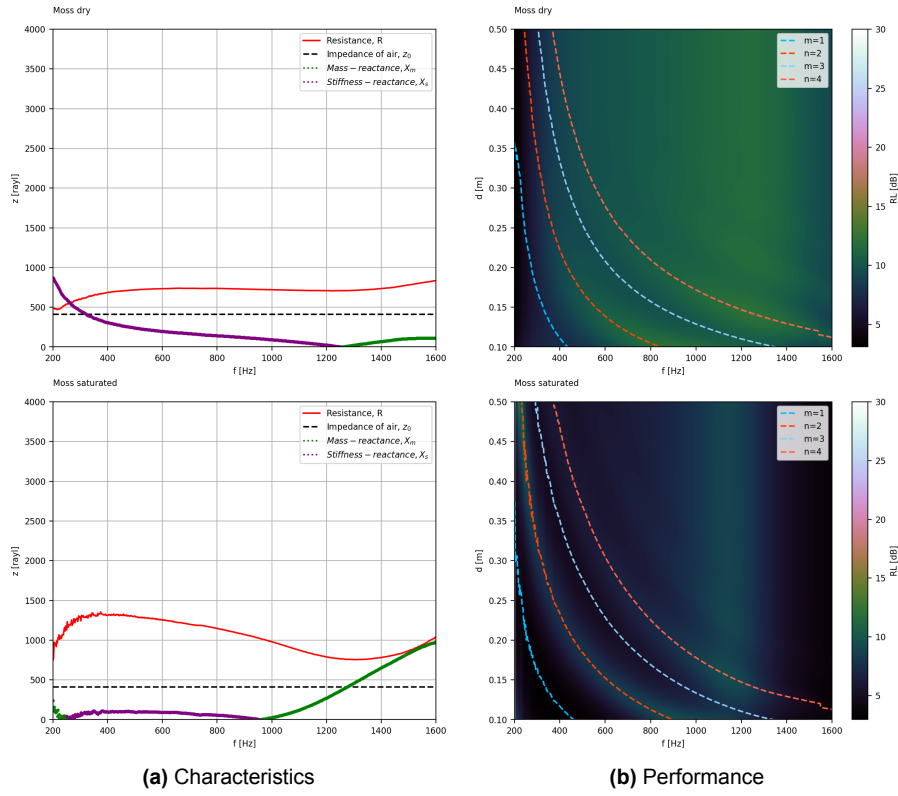 Moss dry
4000
3500
3000
2500
2000
1500
1000
500
0
z [rayl]
200 400 600 800 1000 1200 1400 1600
f [Hz]
Resistance, R
Impedance of air, z₀
Mass − reactance, Xₘ
Stiffness − reactance, Xₛ
Moss dry
0.50
0.45
0.40
0.35
0.30
0.25
0.20
0.15
0.10
d [m]
200 400 600 800 1000 1200 1400 1600
f [Hz]
m=1
n=2
m=3
n=4
30
25
20
15
10
5
RL [dB]
Moss saturated
4000
3500
3000
2500
2000
1500
1000
500
0
z [rayl]
200 400 600 800 1000 1200 1400 1600
f [Hz]
Resistance, R
Impedance of air, z₀
Mass − reactance, Xₘ
Stiffness − reactance, Xₛ
Moss saturated
0.50
0.45
0.40
0.35
0.30
0.25
0.20
0.15
0.10
d [m]
200 400 600 800 1000 1200 1400 1600
f [Hz]
m=1
n=2
m=3
n=4
30
25
20
15
10
5
RL [dB]
(a) Characteristics
(b) Performance